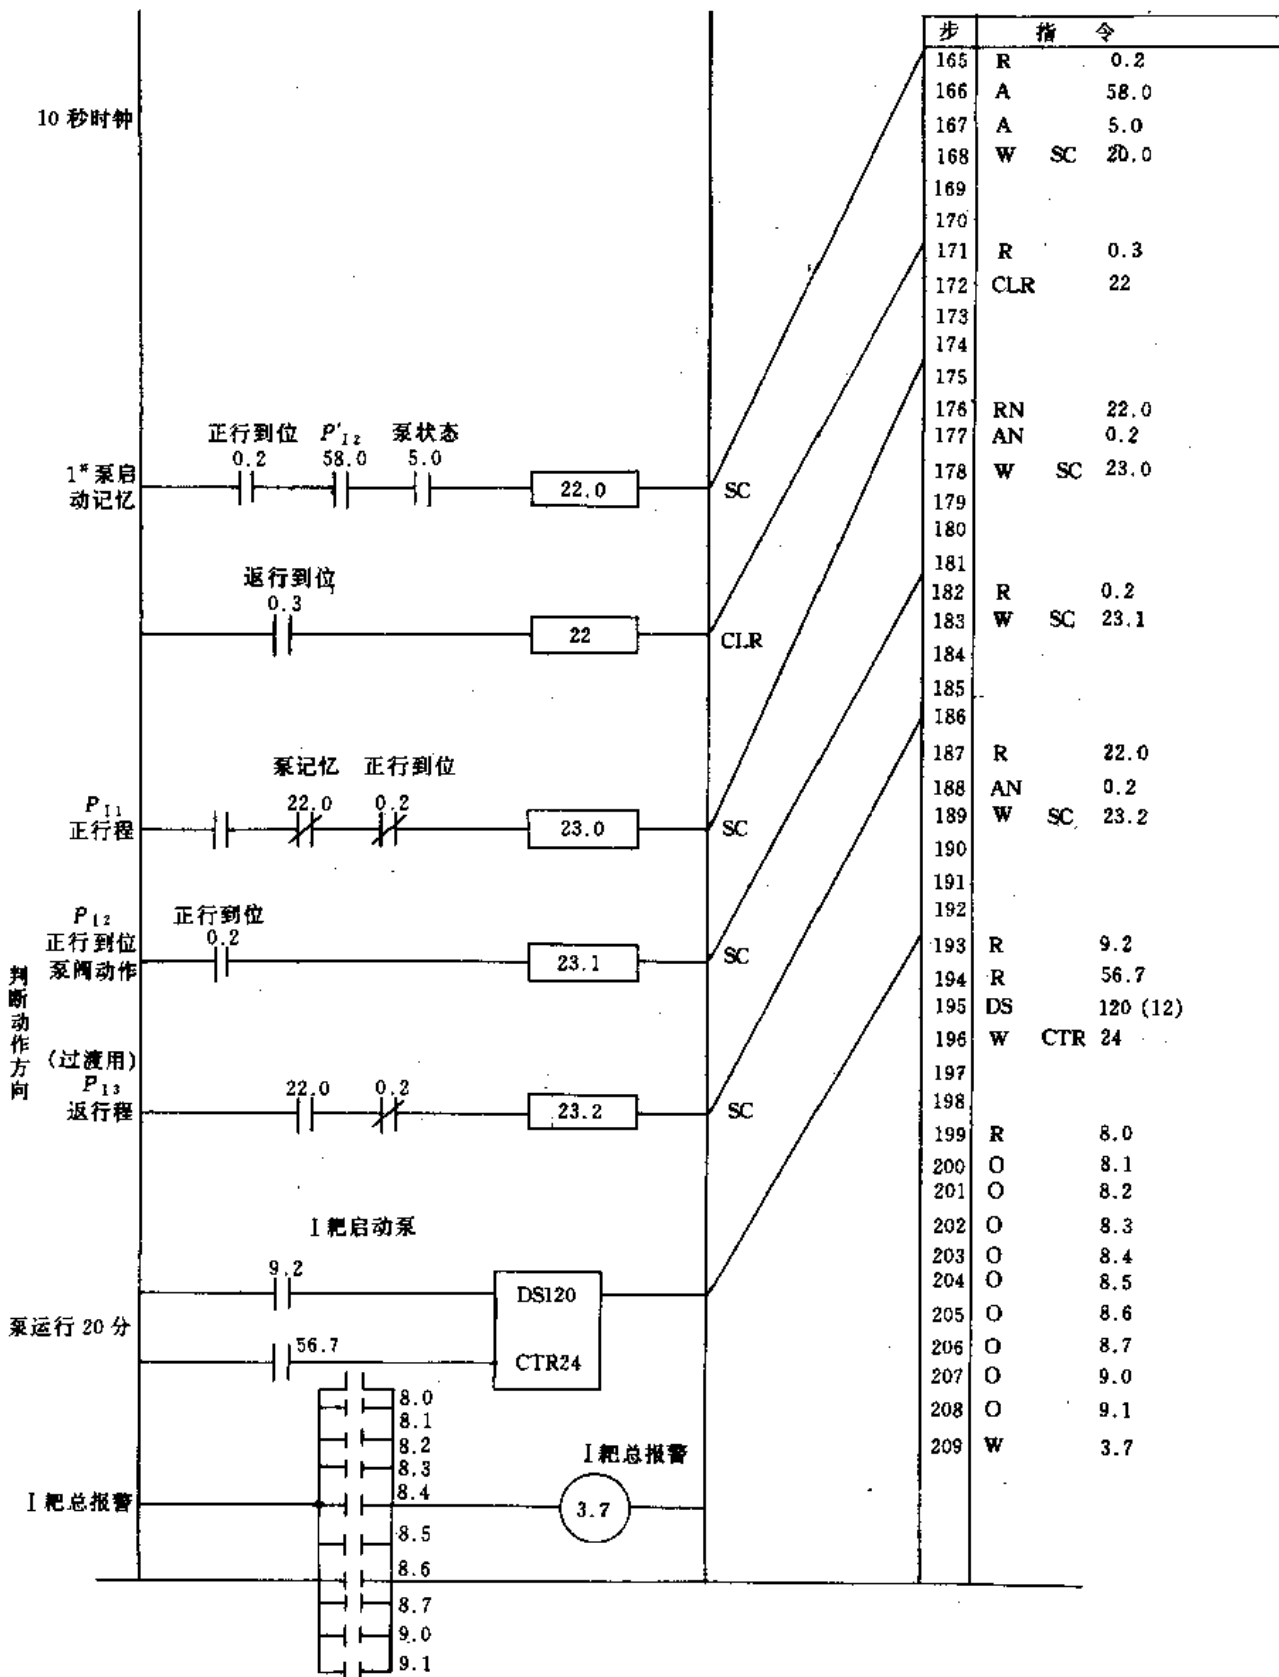 10 秒时钟
正行到位 P'I2 泵状态
0.2 58.0 5.0
1# 泵启
动记忆
22.0
SC
返行到位
0.3
22
CLR
泵记忆 正行到位
PI1
正行程
22.0 0.2
23.0
SC
PI2
正行到位
泵阀动作
正行到位
0.2
23.1
SC
判断动作方向
(过渡用)
PI3
返行程
22.0 0.2
23.2
SC
I 耙启动泵
9.2
DS120
泵运行 20 分
56.7
CTR24
8.0
8.1
8.2
8.3
8.4
8.5
8.6
8.7
9.0
9.1
I 耙总报警
I 耙总报警
3.7
步 指 令
165 R 0.2
166 A 58.0
167 A 5.0
168 W SC 20.0
169
170
171 R 0.3
172 CLR 22
173
174
175
176 RN 22.0
177 AN 0.2
178 W SC 23.0
179
180
181
182 R 0.2
183 W SC 23.1
184
185
186
187 R 22.0
188 AN 0.2
189 W SC 23.2
190
191
192
193 R 9.2
194 R 56.7
195 DS 120 (12)
196 W CTR 24
197
198
199 R 8.0
200 O 8.1
201 O 8.2
202 O 8.3
203 O 8.4
204 O 8.5
205 O 8.6
206 O 8.7
207 O 9.0
208 O 9.1
209 W 3.7